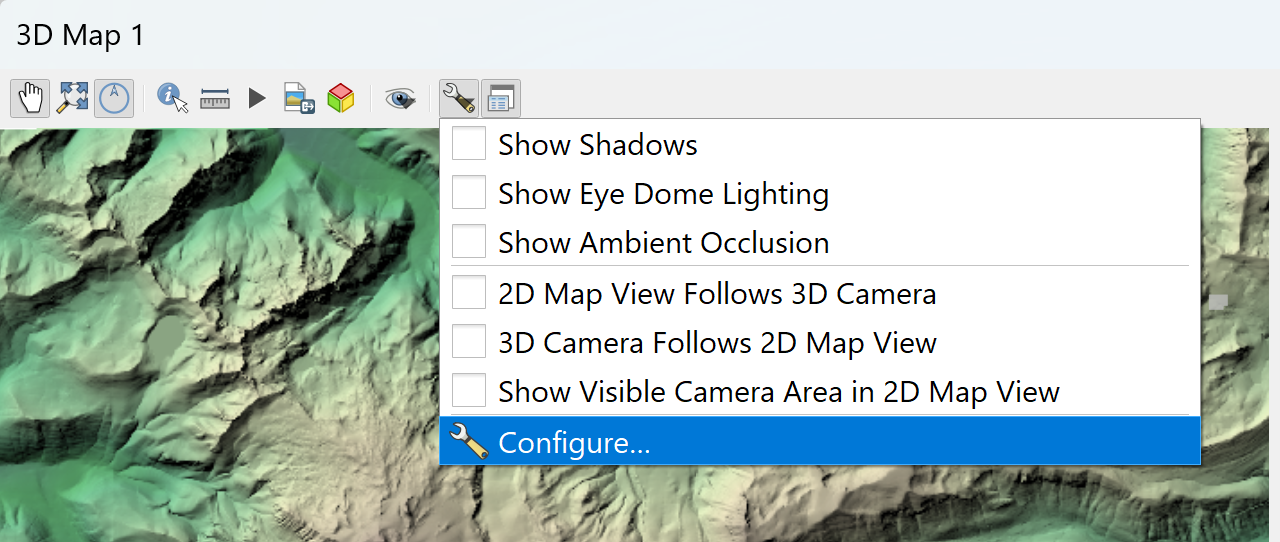 3D Map 1
Show Shadows
Show Eye Dome Lighting
Show Ambient Occlusion
2D Map View Follows 3D Camera
3D Camera Follows 2D Map View
Show Visible Camera Area in 2D Map View
Configure...